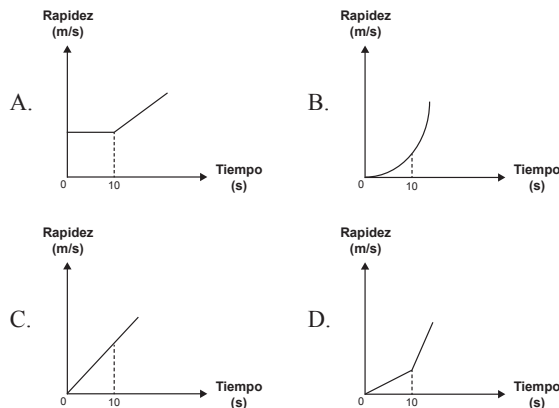 Rapidez
(m/s)
A.
0
10
Tiempo
(s)
Rapidez
(m/s)
B.
0
10
Tiempo
(s)
Rapidez
(m/s)
C.
0
10
Tiempo
(s)
Rapidez
(m/s)
D.
0
10
Tiempo
(s)